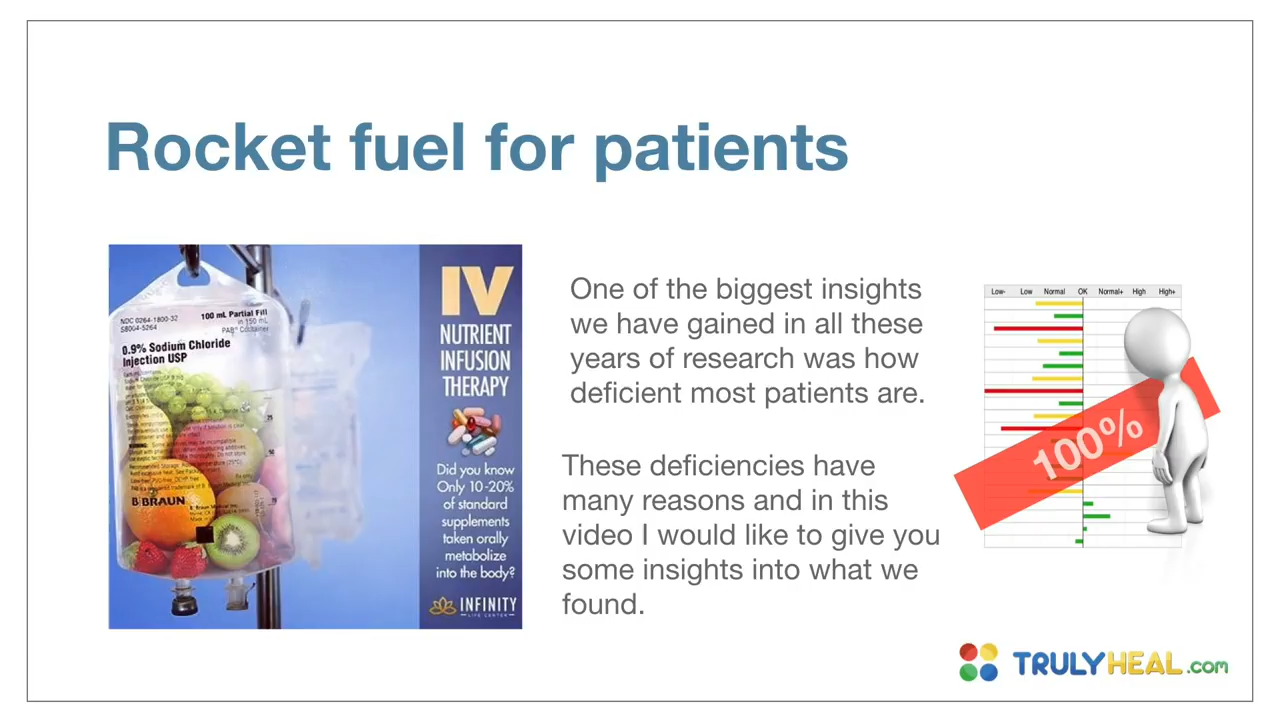 Rocket fuel for patients
NDC 0264-1800-32
S8004-5264
100 mL Partial Fill
in 150 mL
PAB® Container
0.9% Sodium Chloride
Injection USP
B BRAUN
IV
NUTRIENT
INFUSION
THERAPY
Did you know
Only 10-20%
of standard
supplements
taken orally
metabolize
into the body?
INFINITY
LIFE CENTER
One of the biggest insights
we have gained in all these
years of research was how
deficient most patients are.
These deficiencies have
many reasons and in this
video I would like to give you
some insights into what we
found.
Low- Low Normal OK Normal+ High High+
100%
TRULYHEAL.com